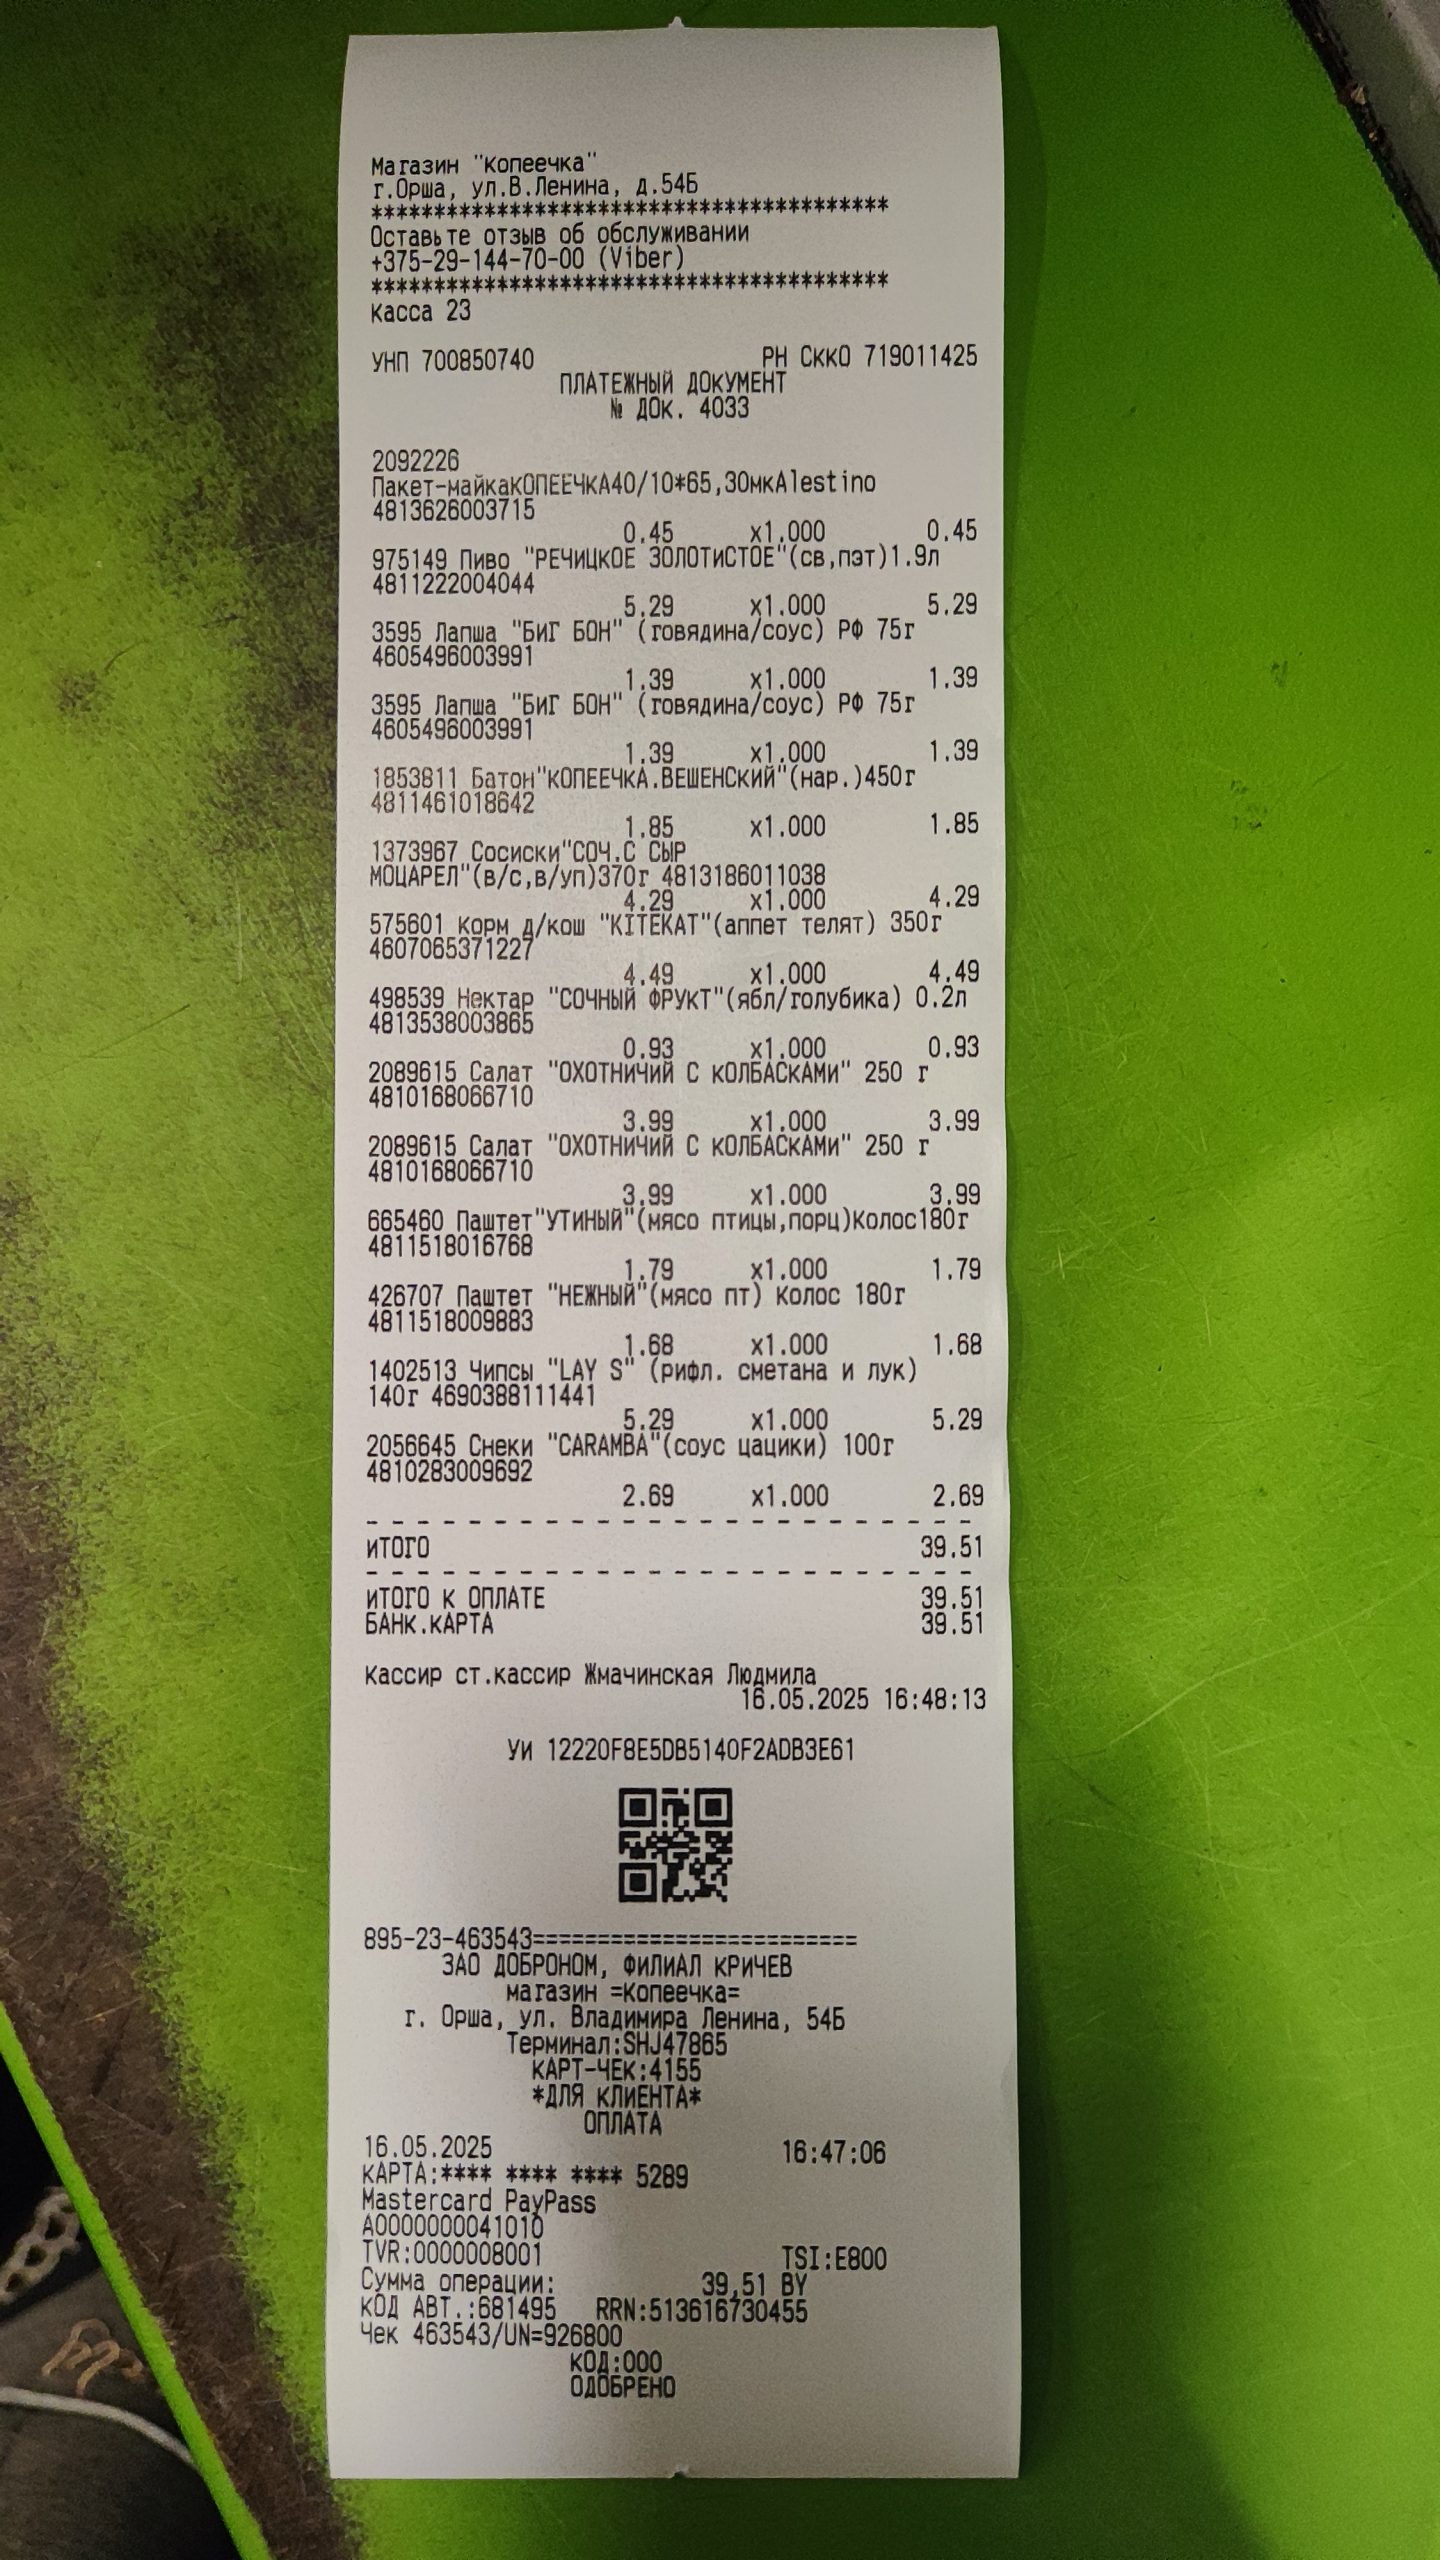 Магазин "Копеечка"
г.Орша, ул.В.Ленина, д.54Б
*****************************************
Оставьте отзыв об обслуживании
+375-29-144-70-00 (Viber)
*****************************************
Касса 23
УНП 700850740 РН СККО 719011425
ПЛАТЕЖНЫЙ ДОКУМЕНТ
№ ДОК. 4033
2092226
Пакет-майкаКОПЕЕЧКА40/10*65,30мкAlestino
4813626003715
0.45 x1.000 0.45
975149 Пиво "РЕЧИЦКОЕ ЗОЛОТИСТОЕ"(св,пэт)1.9л
4811222004044
5.29 x1.000 5.29
3595 Лапша "БИГ БОН" (говядина/соус) РФ 75г
4605496003991
1.39 x1.000 1.39
3595 Лапша "БИГ БОН" (говядина/соус) РФ 75г
4605496003991
1.39 x1.000 1.39
1853811 Батон"КОПЕЕЧКА.ВЕШЕНСКИЙ"(нар.)450г
4811461018642
1.85 x1.000 1.85
1373967 Сосиски"СОЧ.С СЫР
МОЦАРЕЛ"(в/с,в/уп)370г 4813186011038
4.29 x1.000 4.29
575601 Корм д/кош "KITEKAT"(аппет телят) 350г
4607065371227
4.49 x1.000 4.49
498539 Нектар "СОЧНЫЙ ФРУКТ"(ябл/голубика) 0.2л
4813538003865
0.93 x1.000 0.93
2089615 Салат "ОХОТНИЧИЙ С КОЛБАСКАМИ" 250 г
4810168066710
3.99 x1.000 3.99
2089615 Салат "ОХОТНИЧИЙ С КОЛБАСКАМИ" 250 г
4810168066710
3.99 x1.000 3.99
665460 Паштет"УТИНЫЙ"(мясо птицы,порц)Колос180г
4811518016768
1.79 x1.000 1.79
426707 Паштет "НЕЖНЫЙ"(мясо пт) Колос 180г
4811518009883
1.68 x1.000 1.68
1402513 Чипсы "LAY S" (рифл. сметана и лук)
140г 4690388111441
5.29 x1.000 5.29
2056645 Снеки "CARAMBA"(соус цацики) 100г
4810283009692
2.69 x1.000 2.69
- - - - - - - - - - - - - - - - - - - - - - - - -
ИТОГО 39.51
- - - - - - - - - - - - - - - - - - - - - - - - -
ИТОГО К ОПЛАТЕ 39.51
БАНК.КАРТА 39.51
Кассир ст.кассир Жмачинская Людмила
16.05.2025 16:48:13
УИ 12220F8E5DB5140F2ADB3E61
895-23-463543=========================
ЗАО ДОБРОНОМ, ФИЛИАЛ КРИЧЕВ
магазин =Копеечка=
г. Орша, ул. Владимира Ленина, 54Б
Терминал:SHJ47865
КАРТ-ЧЕК:4155
*ДЛЯ КЛИЕНТА*
ОПЛАТА
16.05.2025 16:47:06
КАРТА:**** **** **** 5289
Mastercard PayPass
A0000000041010
TVR:0000008001 TSI:E800
Сумма операции: 39,51 BY
КОД АВТ.:681495 RRN:513616730455
Чек 463543/UN=926800
КОД:000
ОДОБРЕНО